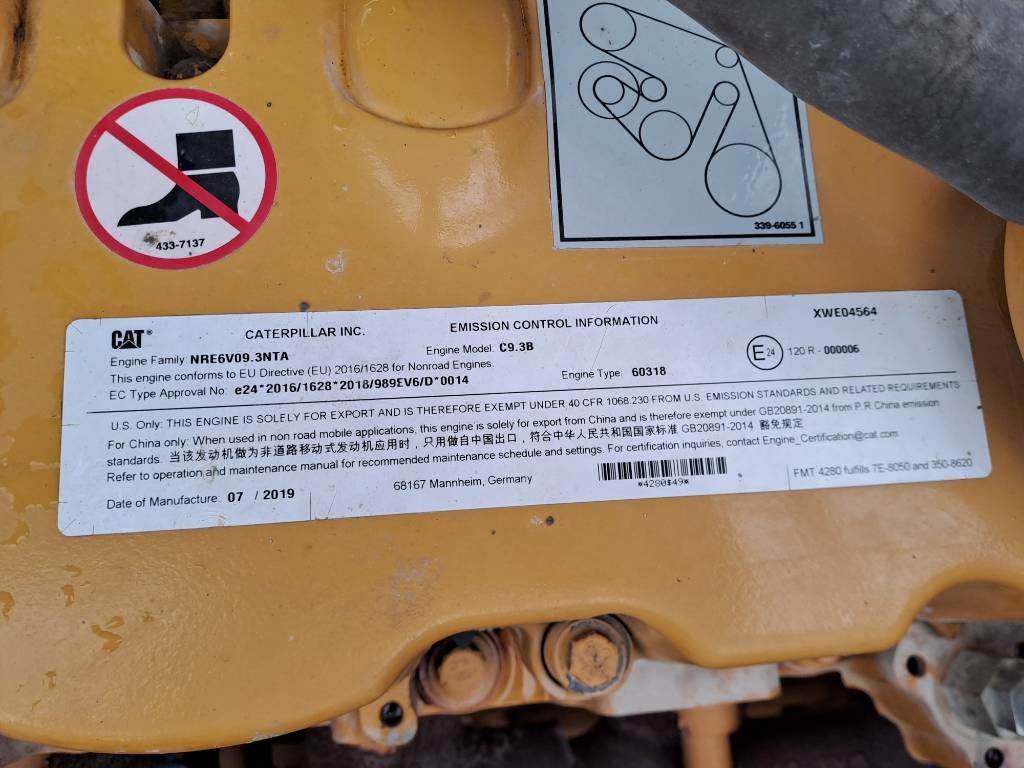 433-7137
339-6055 1
CAT®
CATERPILLAR INC.
EMISSION CONTROL INFORMATION
XWE04564
Engine Family: NRE6V09.3NTA
Engine Model: C9.3B
This engine conforms to EU Directive (EU) 2016/1628 for Nonroad Engines.
EC Type Approval No. e24*2016/1628*2018/989EV6/D*0014
Engine Type: 60318
E24 120 R - 000006
U.S. Only: THIS ENGINE IS SOLELY FOR EXPORT AND IS THEREFORE EXEMPT UNDER 40 CFR 1068.230 FROM U.S. EMISSION STANDARDS AND RELATED REQUIREMENTS
For China only: When used in non road mobile applications, this engine is solely for export from China and is therefore exempt under GB20891-2014 from P.R.China emission
standards. 当该发动机做为非道路移动式发动机应用时，只用做自中国出口，符合中华人民共和国国家标准 GB20891-2014 豁免规定
Refer to operation and maintenance manual for recommended maintenance schedule and settings. For certification inquiries, contact Engine_Certification@cat.com
Date of Manufacture: 07 / 2019
68167 Mannheim, Germany
*4280$49*
FMT 4280 fulfills 7E-8050 and 350-8620